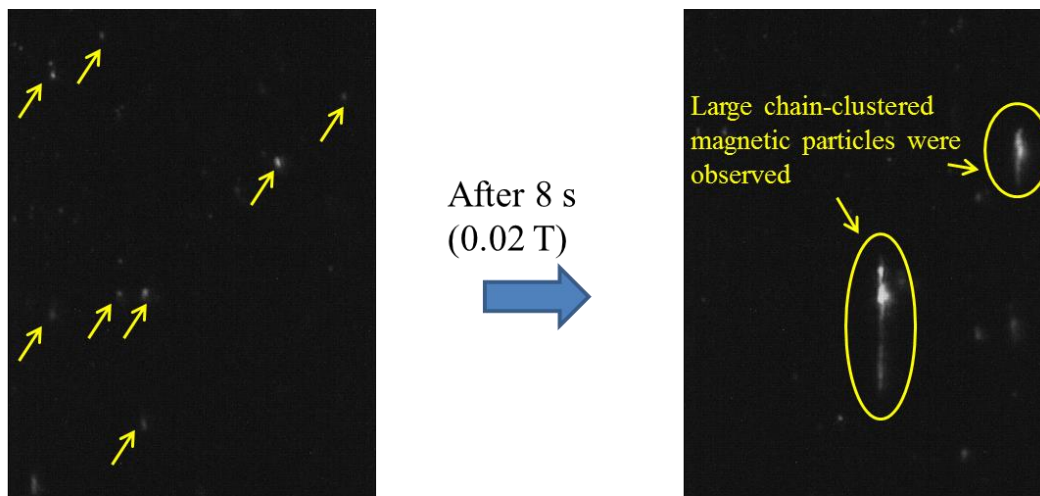 Large chain-clustered
magnetic particles were
observed
After 8 s
(0.02 T)